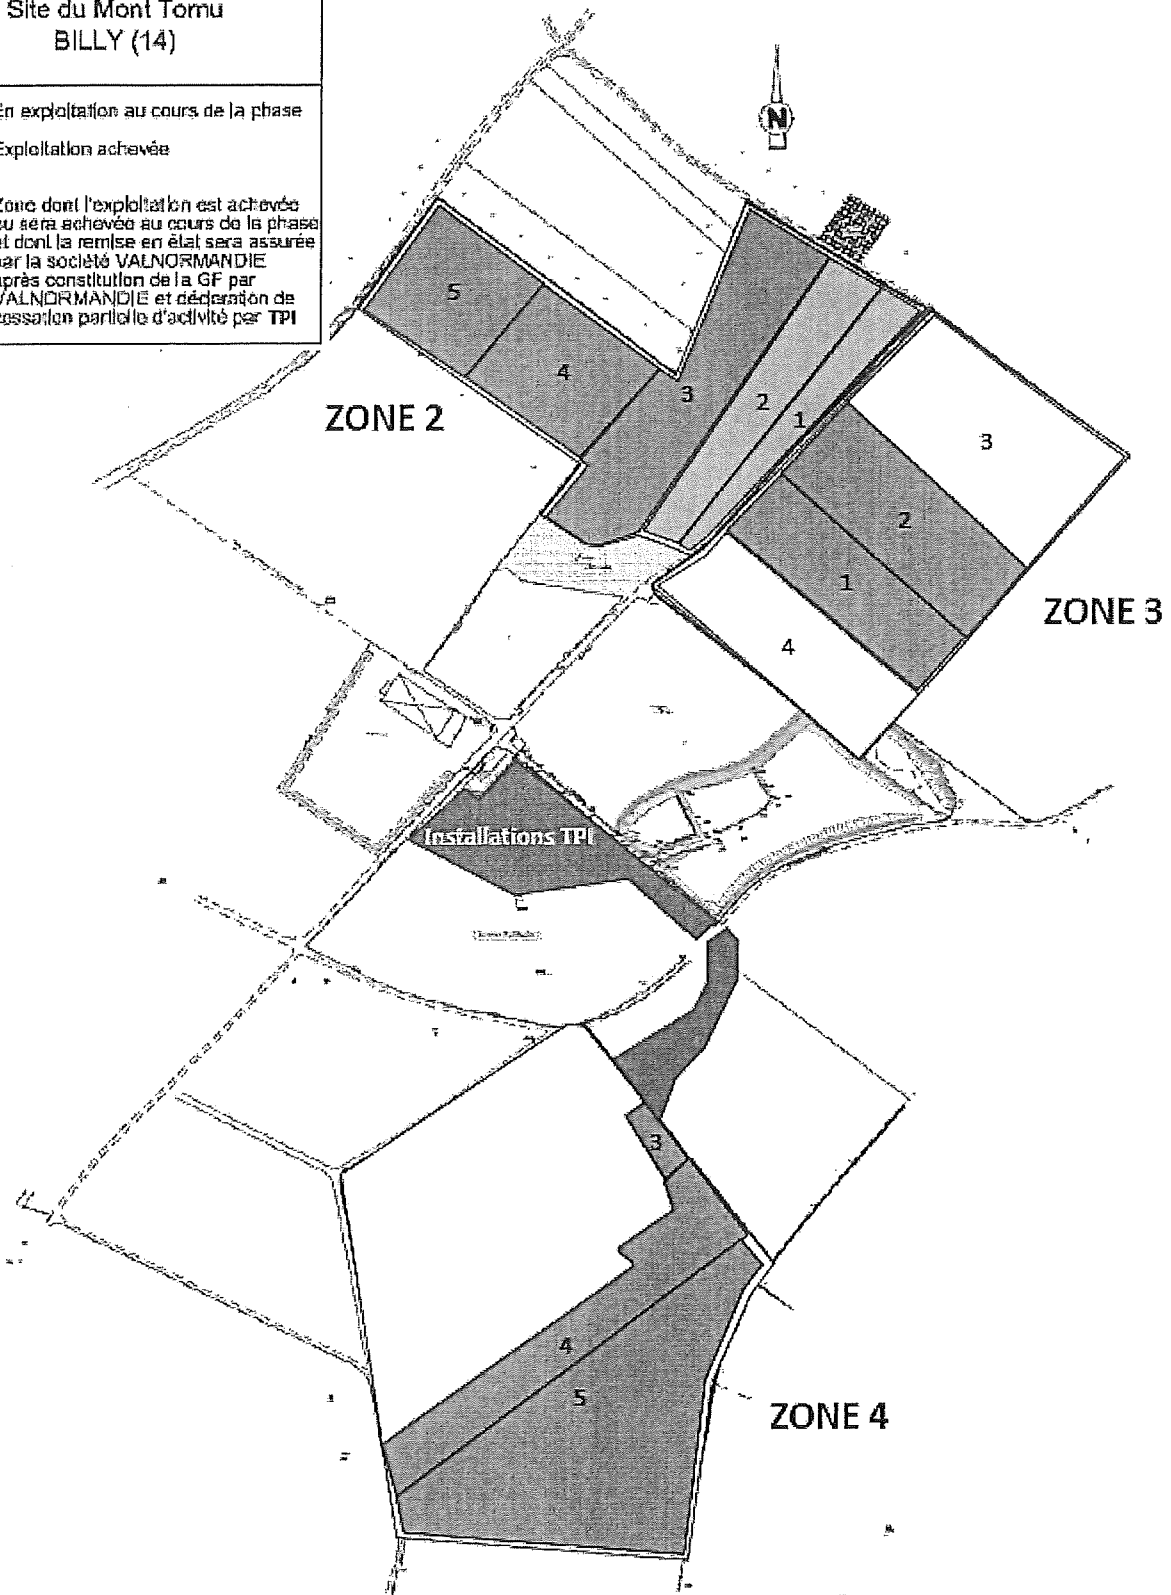 Site du Mont Tornu
BILLY (14)
En exploitation au cours de la phase
Exploitation achevée
Zone dont l'exploitation est achevée
ou sera achevée au cours de la phase
et dont la remise en état sera assurée
par la société VALNORMANDIE
après constitution de la GF par
VALNORMANDIE et déclaration de
cessation partielle d'activité par TPI
N
5
4
3
2
1
ZONE 2
3
2
1
4
ZONE 3
Installations TPI
3
4
5
ZONE 4